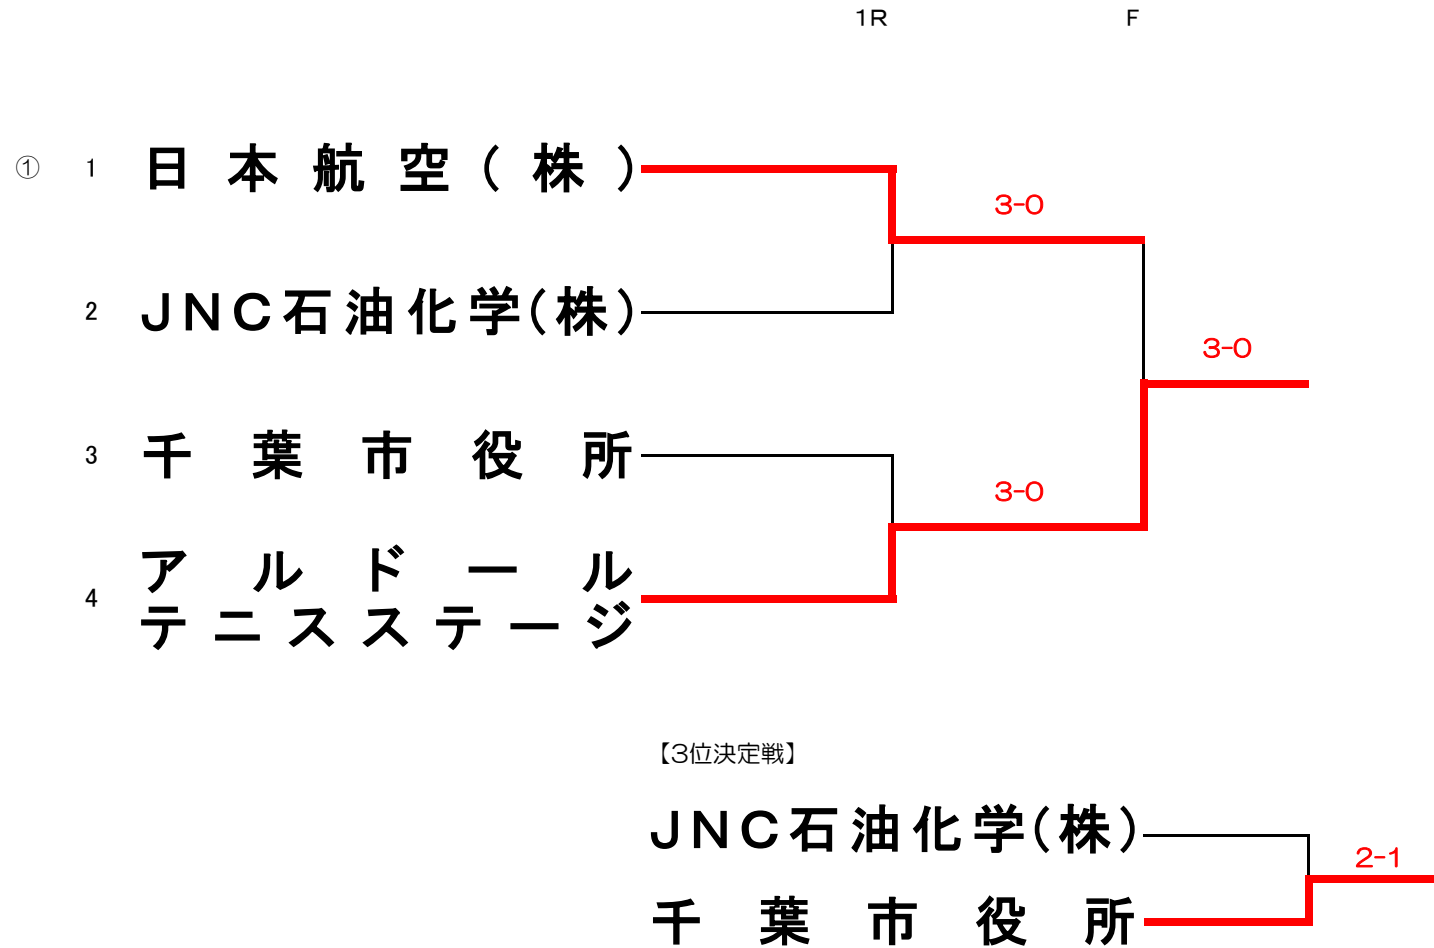 1R F
① 1 日本航空(株)
3-0
2 JNC石油化学(株)
3-0
3 千葉市役所
3-0
4 アルドール
テニスステージ
【3位決定戦】
JNC石油化学(株)
2-1
千葉市役所